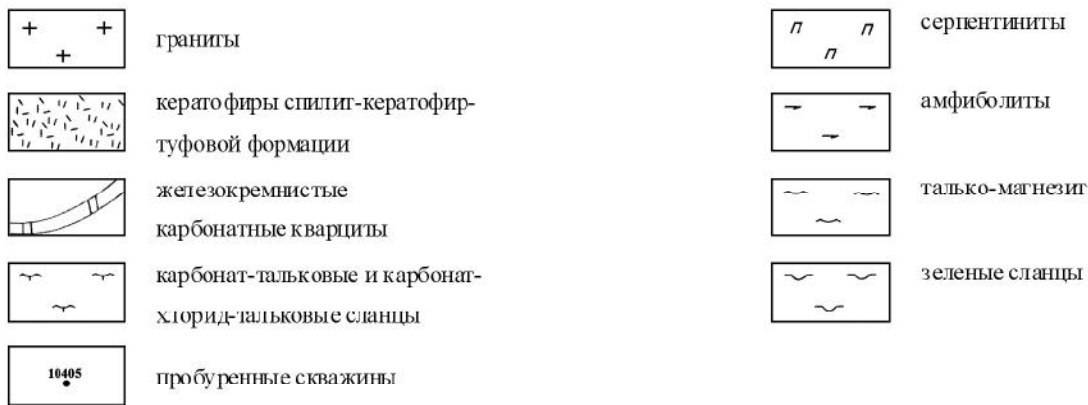 граниты
кератофиры спилит-кератофир-
туфовой формации
железокремнистые
карбонатные кварциты
карбонат-тальковые и карбонат-
хлорид-тальковые сланцы
10405
пробуренные скважины
серпентиниты
амфиболиты
талько-магнезит
зеленые сланцы